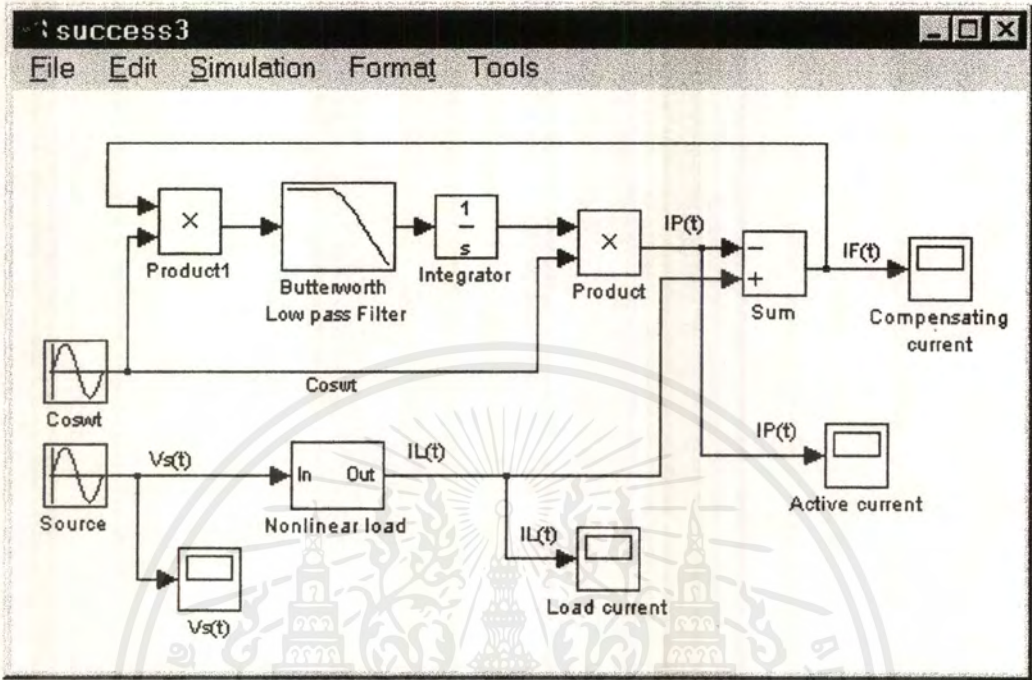 success3
File Edit Simulation Format Tools
×
Product1
Butterworth
Low pass Filter
1
s
Integrator
×
Product
IP(t)
−
+
Sum
IF(t)
Compensating
current
Coswt
Coswt
IP(t)
Active current
Source
Vs(t)
In Out
Nonlinear load
IL(t)
IL(t)
Load current
Vs(t)